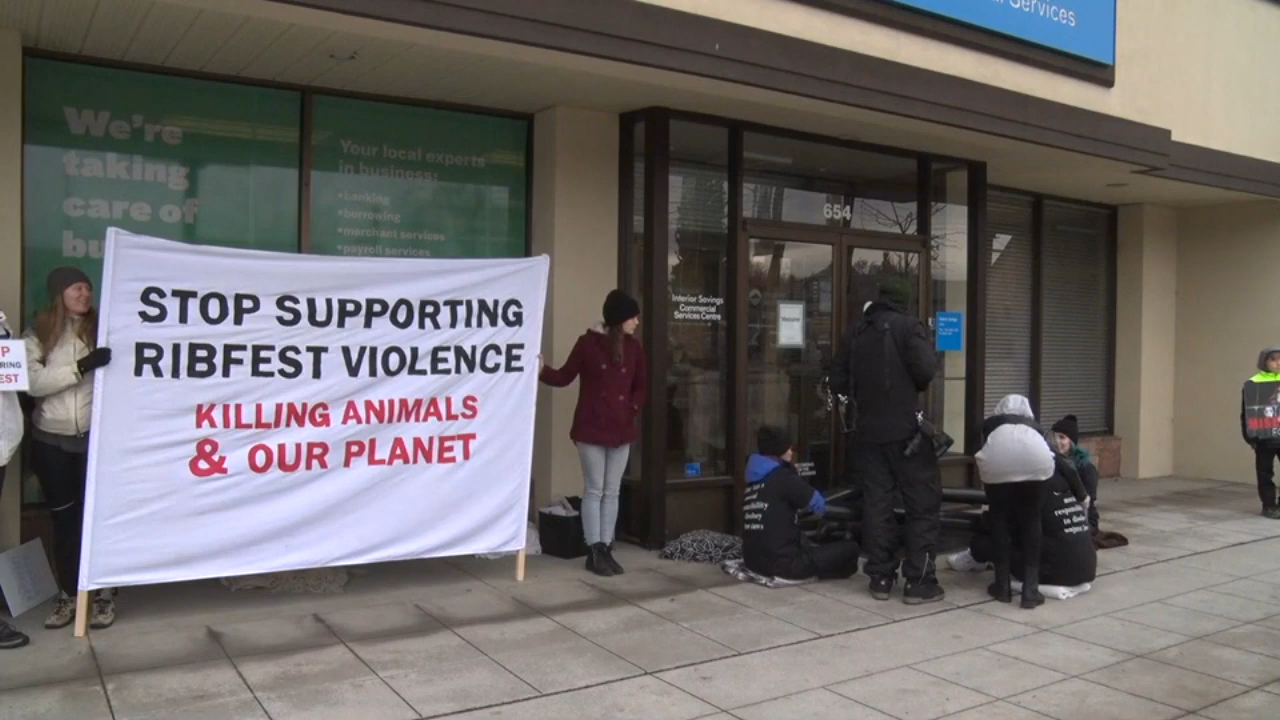 Services
We're
taking
care of
bu
Your local experts
in business:
•banking
•borrowing
•merchant services
•payroll services
STOP SUPPORTING
RIBFEST VIOLENCE
KILLING ANIMALS
& OUR PLANET
654
Interior Savings
Commercial
Services Centre